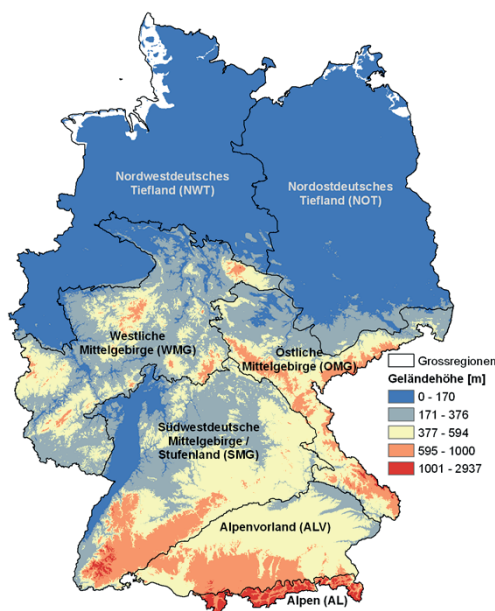 Nordwestdeutsches
Tiefland (NWT)
Nordostdeutsches
Tiefland (NOT)
Westliche
Mittelgebirge (WMG)
Östliche
Mittelgebirge (OMG)
Südwestdeutsche
Mittelgebirge /
Stufenland (SMG)
Alpenvorland (ALV)
Alpen (AL)
Grossregionen
Geländehöhe [m]
0 - 170
171 - 376
377 - 594
595 - 1000
1001 - 2937